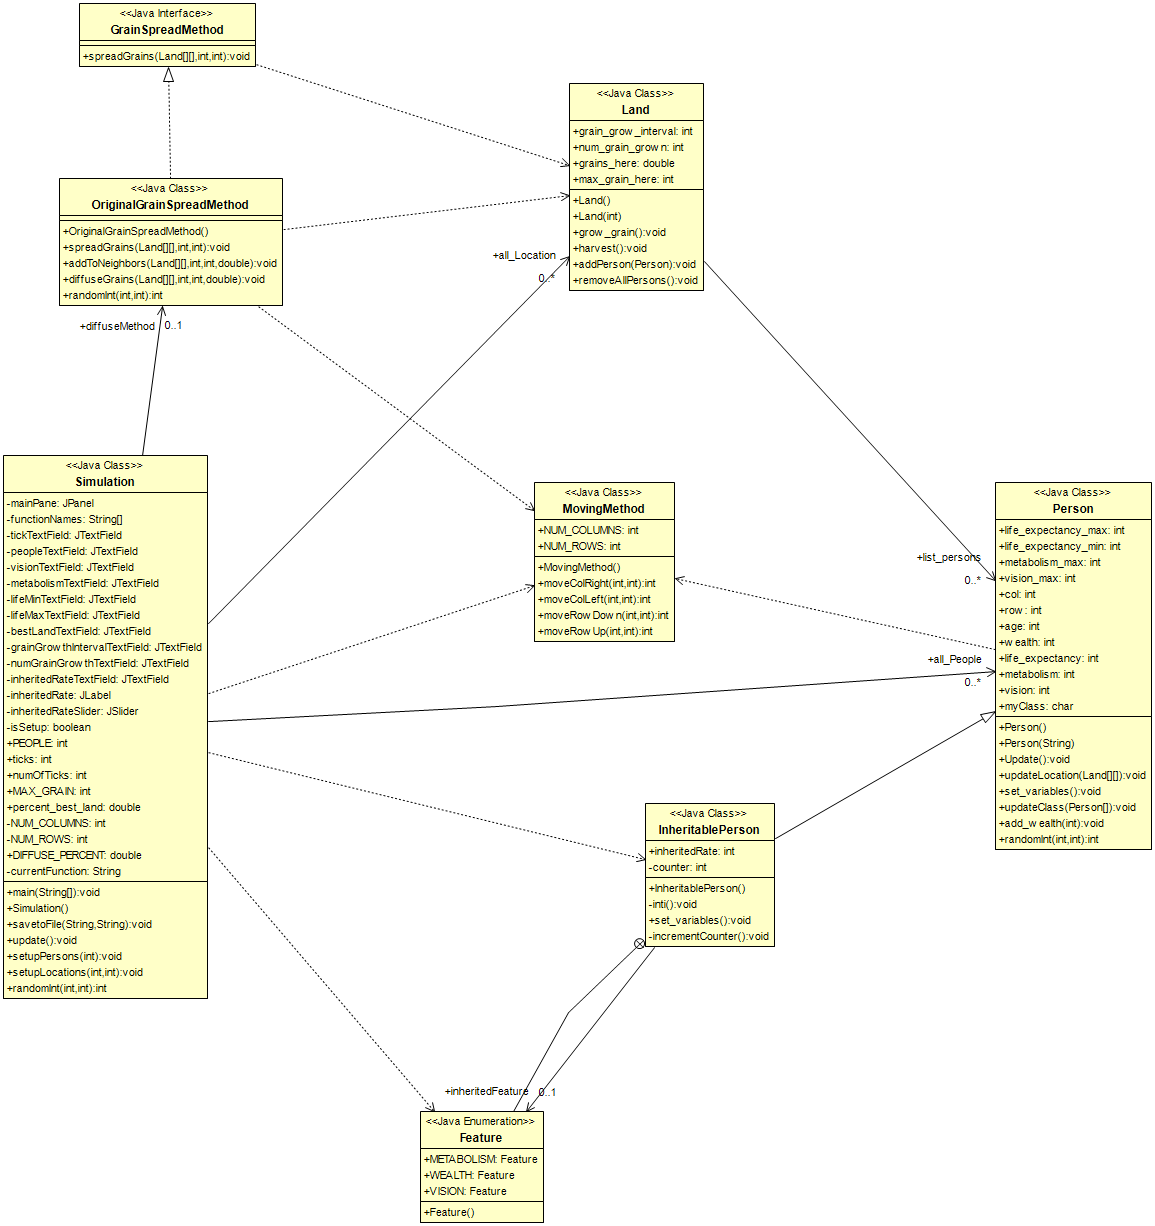 <<Java Interface>>
GrainSpreadMethod
+spreadGrains(Land[][],int,int):void
<<Java Class>>
Land
+grain_grow_interval: int
+num_grain_grown: int
+grains_here: double
+max_grain_here: int
+Land()
+Land(int)
+grow_grain():void
+harvest():void
+addPerson(Person):void
+removeAllPersons():void
<<Java Class>>
OriginalGrainSpreadMethod
+OriginalGrainSpreadMethod()
+spreadGrains(Land[][],int,int):void
+addToNeighbors(Land[][],int,int,double):void
+diffuseGrains(Land[][],int,int,double):void
+randomInt(int,int):int
+all_Location
0..*
+diffuseMethod
0..1
<<Java Class>>
Simulation
-mainPane: JPanel
-functionNames: String[]
-tickTextField: JTextField
-peopleTextField: JTextField
-visionTextField: JTextField
-metabolismTextField: JTextField
-lifeMinTextField: JTextField
-lifeMaxTextField: JTextField
-bestLandTextField: JTextField
-grainGrowthIntervalTextField: JTextField
-numGrainGrowthTextField: JTextField
-inheritedRateTextField: JTextField
-inheritedRate: JLabel
-inheritedRateSlider: JSlider
-isSetup: boolean
+PEOPLE: int
+ticks: int
+numOfTicks: int
+MAX_GRAIN: int
+percent_best_land: double
-NUM_COLUMNS: int
-NUM_ROWS: int
+DIFFUSE_PERCENT: double
-currentFunction: String
+main(String[]):void
+Simulation()
+savetoFile(String,String):void
+update():void
+setupPersons(int):void
+setupLocations(int,int):void
+randomInt(int,int):int
<<Java Class>>
MovingMethod
+NUM_COLUMNS: int
+NUM_ROWS: int
+MovingMethod()
+moveColRight(int,int):int
+moveColLeft(int,int):int
+moveRowDown(int,int):int
+moveRowUp(int,int):int
+list_persons
0..*
+all_People
0..*
<<Java Class>>
Person
+life_expectancy_max: int
+life_expectancy_min: int
+metabolism_max: int
+vision_max: int
+col: int
+row: int
+age: int
+wealth: int
+life_expectancy: int
+metabolism: int
+vision: int
+myClass: char
+Person()
+Person(String)
+Update():void
+updateLocation(Land[][]):void
+set_variables():void
+updateClass(Person[]):void
+add_wealth(int):void
+randomInt(int,int):int
<<Java Class>>
InheritablePerson
+inheritedRate: int
-counter: int
+InheritablePerson()
-inti():void
+set_variables():void
-incrementCounter():void
+inheritedFeature
0..1
<<Java Enumeration>>
Feature
+METABOLISM: Feature
+WEALTH: Feature
+VISION: Feature
+Feature()